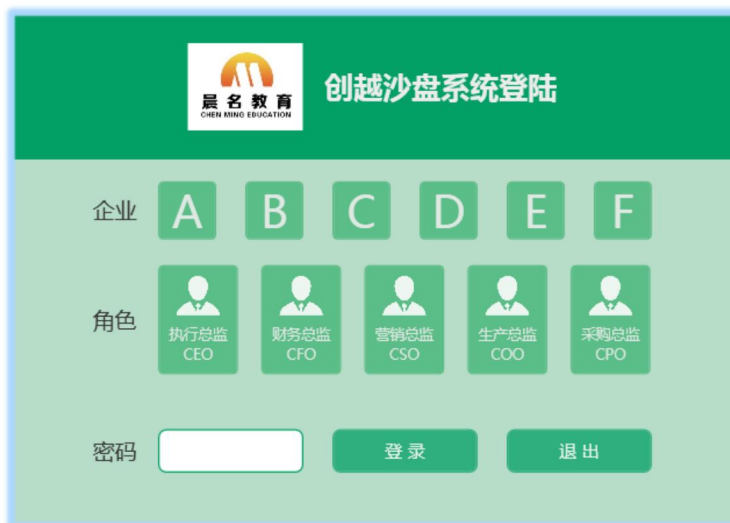 晨名教育
CHEN MING EDUCATION
创越沙盘系统登陆
企业 A B C D E F
角色
执行总监 财务总监 营销总监 生产总监 采购总监
CEO CFO CSO COO CPO
密码 登录 退出